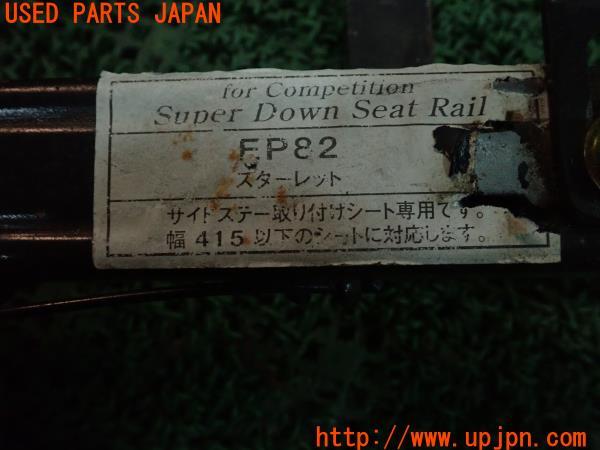 USED PARTS JAPAN
for Competition
Super Down Seat Rail
EP82
スターレット
サイドステー取り付けシート専用です。
幅 415 以下のシートに対応します。
http://www.upjpn.com